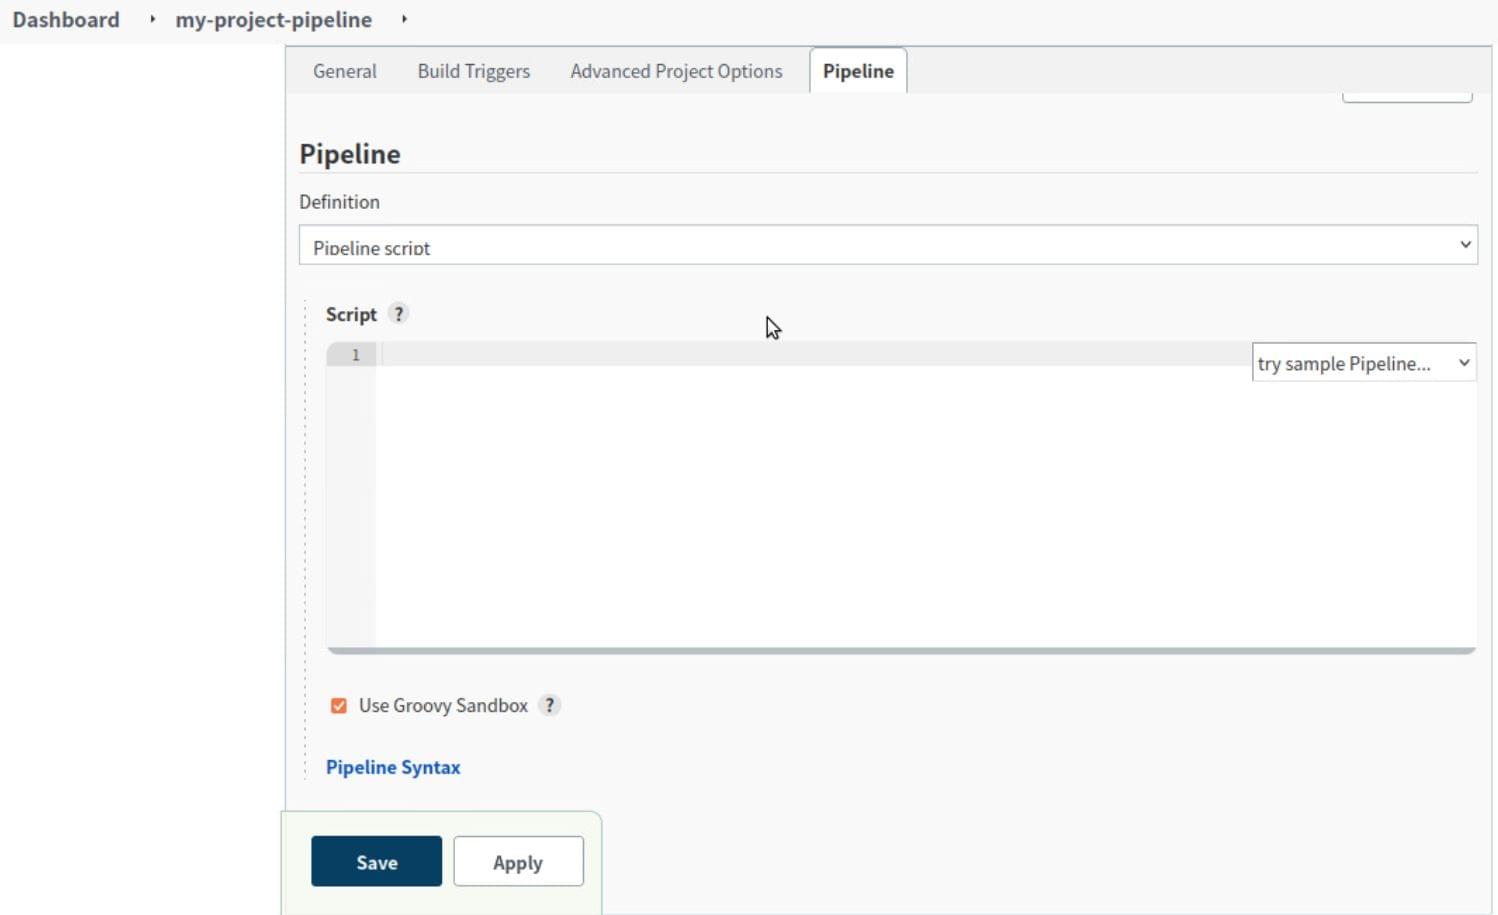 Dashboard my-project-pipeline
General Build Triggers Advanced Project Options Pipeline
Pipeline
Definition
Pipeline script
Script ?
1
try sample Pipeline...
Use Groovy Sandbox ?
Pipeline Syntax
Save Apply